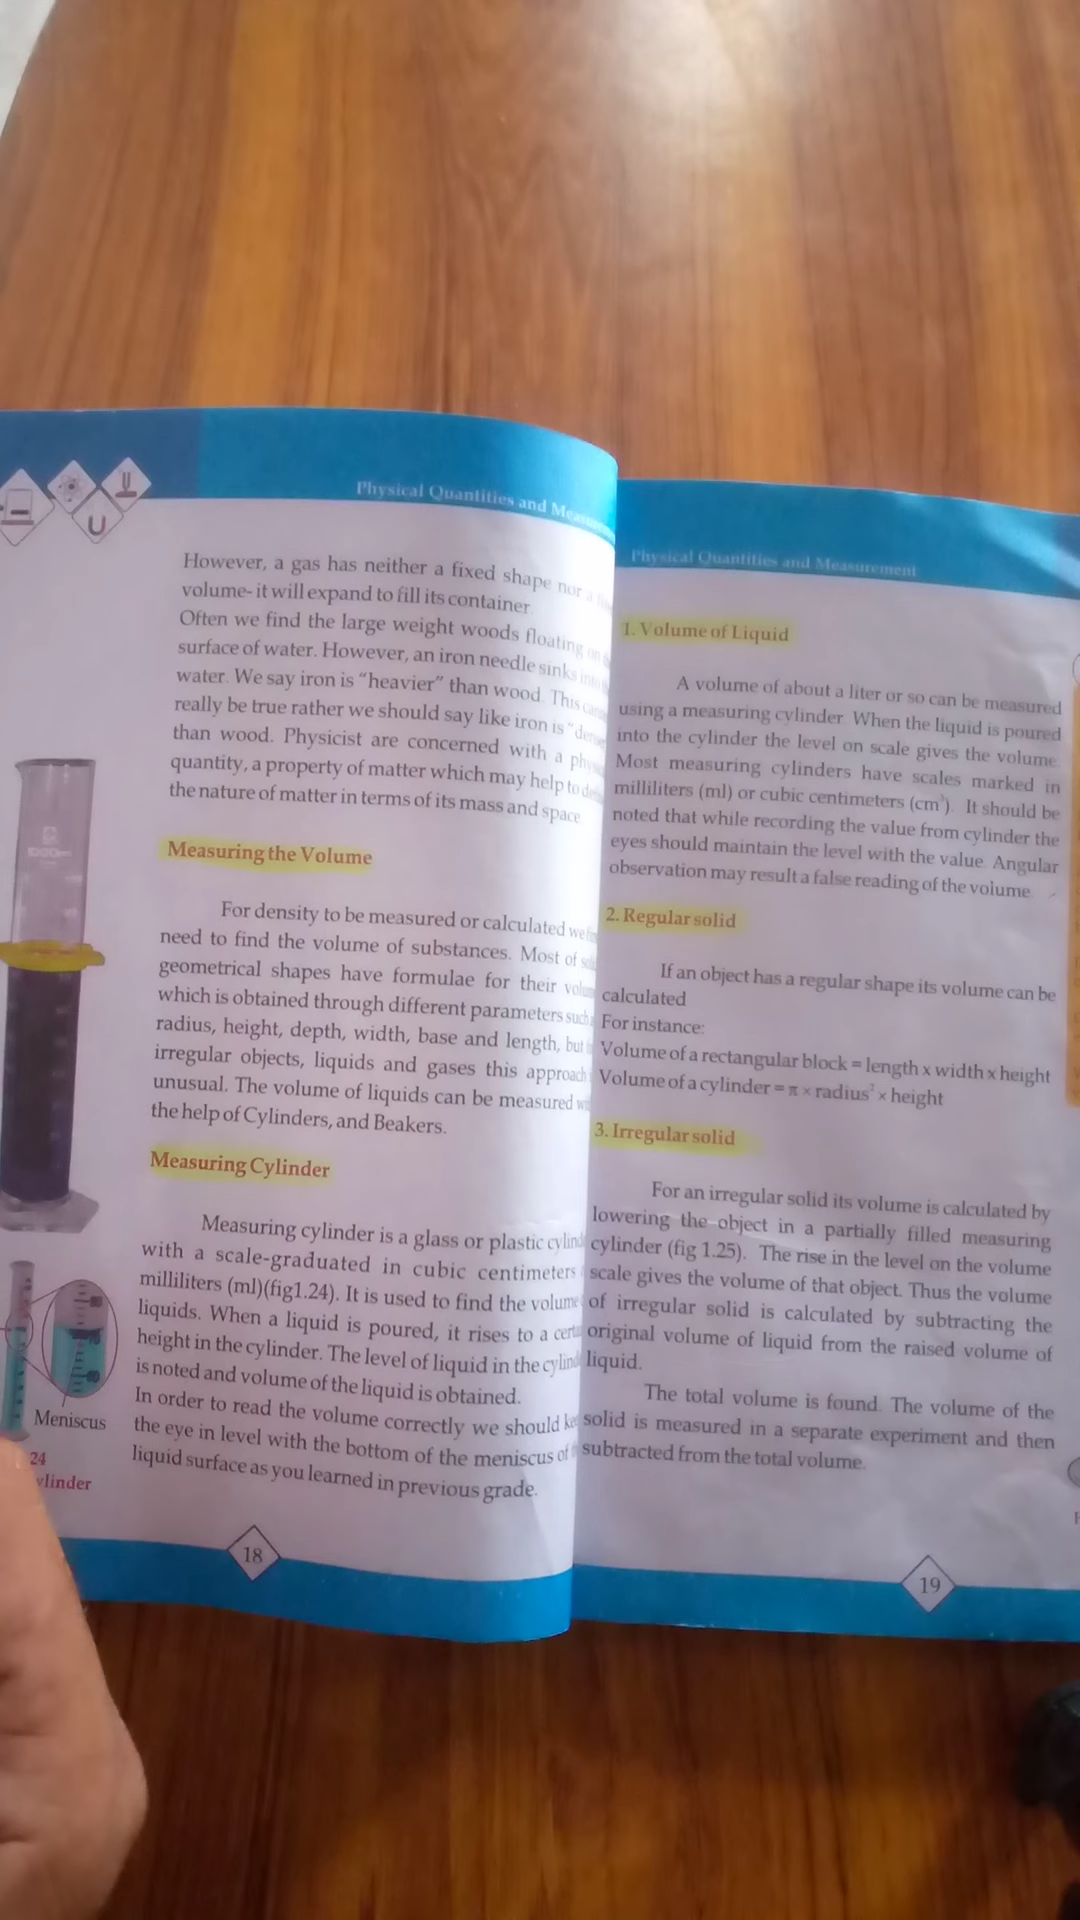 Physical Quantities and
However, a gas has neither a fixed shape nor a
volume- it will expand to fill its container
Often we find the large weight woods floating on
surface of water. However, an iron needle sinks into
water. We say iron is “heavier” than wood. This
really be true rather we should say like iron is
than wood. Physicist are concerned with a
quantity, a property of matter which may help to
the nature of matter in terms of its mass and space
Measuring the Volume
For density to be measured or calculated we
need to find the volume of substances. Most of
geometrical shapes have formulae for their
which is obtained through different parameters such
radius, height, depth, width, base and length, but
irregular objects, liquids and gases this approach
unusual. The volume of liquids can be measured
the help of Cylinders, and Beakers.
Measuring Cylinder
Measuring cylinder is a glass or plastic
with a scale-graduated in cubic centimeters
milliliters (ml)(fig1.24). It is used to find the volume
liquids. When a liquid is poured, it rises to a
height in the cylinder. The level of liquid in the
is noted and volume of the liquid is obtained.
In order to read the volume correctly we should
the eye in level with the bottom of the meniscus of
liquid surface as you learned in previous grade.
Meniscus
24
18
Physical Quantities and Measurement
1. Volume of Liquid
A volume of about a liter or so can be measured
using a measuring cylinder. When the liquid is poured
into the cylinder the level on scale gives the volume.
Most measuring cylinders have scales marked in
milliliters (ml) or cubic centimeters (cm³). It should be
noted that while recording the value from cylinder the
eyes should maintain the level with the value. Angular
observation may result a false reading of the volume.
2. Regular solid
If an object has a regular shape its volume can be
calculated
For instance:
Volume of a rectangular block = length x width x height
Volume of a cylinder = π × radius² × height
3. Irregular solid
For an irregular solid its volume is calculated by
lowering the object in a partially filled measuring
cylinder (fig 1.25). The rise in the level on the volume
scale gives the volume of that object. Thus the volume
of irregular solid is calculated by subtracting the
original volume of liquid from the raised volume of
liquid.
The total volume is found. The volume of the
solid is measured in a separate experiment and then
subtracted from the total volume.
19